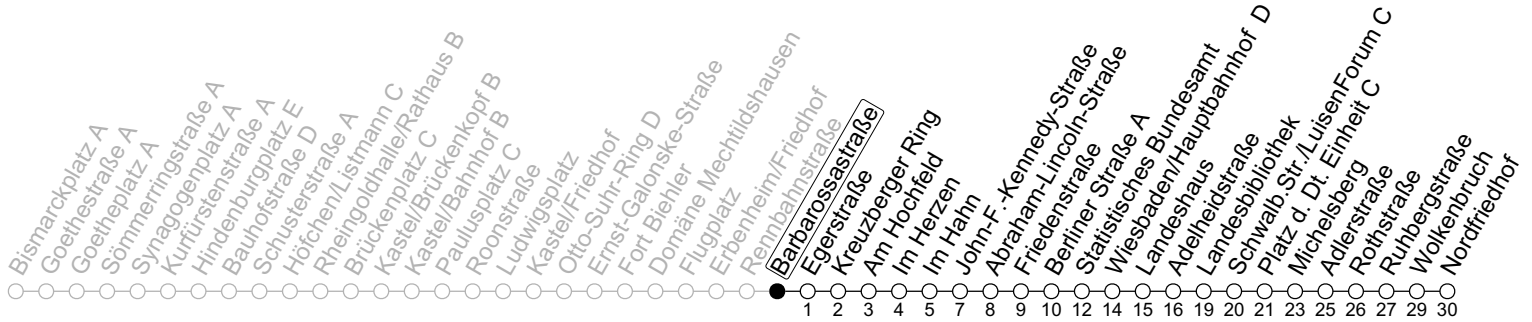 Bismarckplatz A
Goethestraße A
Goetheplatz A
Sömmerringstraße A
Synagogenplatz A
Kurfürstenstraße A
Hindenburgplatz E
Bauhofstraße D
Schusterstraße A
Höfchen/Listmann C
Rheingoldhalle/Rathaus B
Brückenplatz C
Kastel/Brückenkopf B
Kastel/Bahnhof B
Paulusplatz C
Roonstraße
Ludwigsplatz
Kastel/Friedhof
Otto-Suhr-Ring D
Ernst-Galonske-Straße
Fort Biehler
Domäne Mechtildshausen
Flugplatz
Erbenheim/Friedhof
Rennbahnstraße
Barbarossastraße
Egerstraße
Kreuzberger Ring
Am Hochfeld
Im Herzen
Im Hahn
John-F.-Kennedy-Straße
Abraham-Lincoln-Straße
Friedenstraße
Berliner Straße A
Statistisches Bundesamt
Wiesbaden/Hauptbahnhof D
Landeshaus
Adelheidstraße
Landesbibliothek
Schwalb.Str./LuisenForum C
Platz d. Dt. Einheit C
Michelsberg
Adlerstraße
Rothstraße
Ruhbergstraße
Wolkenbruch
Nordfriedhof
1 2 3 4 5 7 8 9 10 12 14 15 16 19 20 21 23 25 26 27 29 30